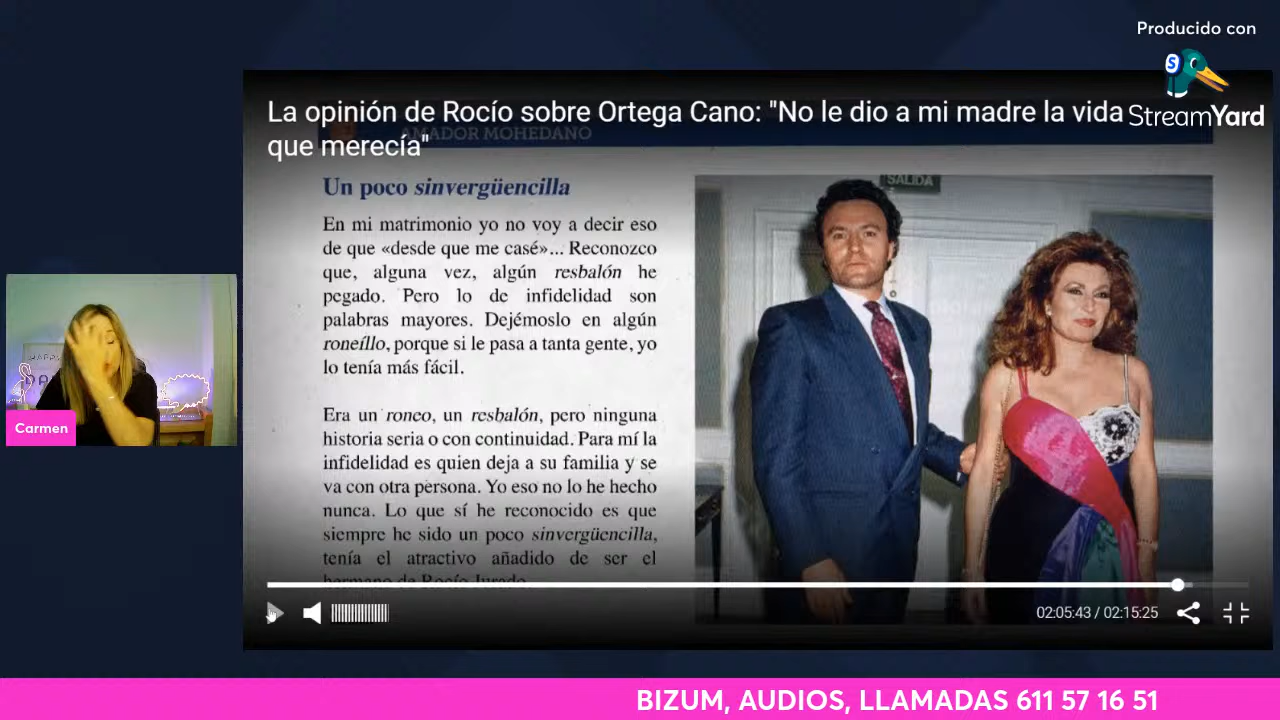 Producido con
S
StreamYard
La opinión de Rocío sobre Ortega Cano: "No le dio a mi madre la vida
que merecía"
AMADOR MOHEDANO
Un poco sinvergüencilla
En mi matrimonio yo no voy a decir eso
de que «desde que me casé»... Reconozco
que, alguna vez, algún resbalón he
pegado. Pero lo de infidelidad son
palabras mayores. Dejémoslo en algún
roneíllo, porque si le pasa a tanta gente, yo
lo tenía más fácil.
Era un roneo, un resbalón, pero ninguna
historia seria o con continuidad. Para mí la
infidelidad es quien deja a su familia y se
va con otra persona. Yo eso no lo he hecho
nunca. Lo que sí he reconocido es que
siempre he sido un poco sinvergüencilla,
tenía el atractivo añadido de ser el
hermano de Rocío Jurado.
SALIDA
Carmen
02:05:43 / 02:15:25
BIZUM, AUDIOS, LLAMADAS 611 57 16 51